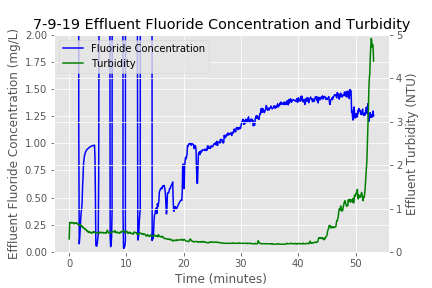 7-9-19 Effluent Fluoride Concentration and Turbidity
Effluent Fluoride Concentration (mg/L)
2.00
1.75
1.50
1.25
1.00
0.75
0.50
0.25
0.00
Fluoride Concentration
Turbidity
5
4
3
2
1
0
Effluent Turbidity (NTU)
0 10 20 30 40 50
Time (minutes)